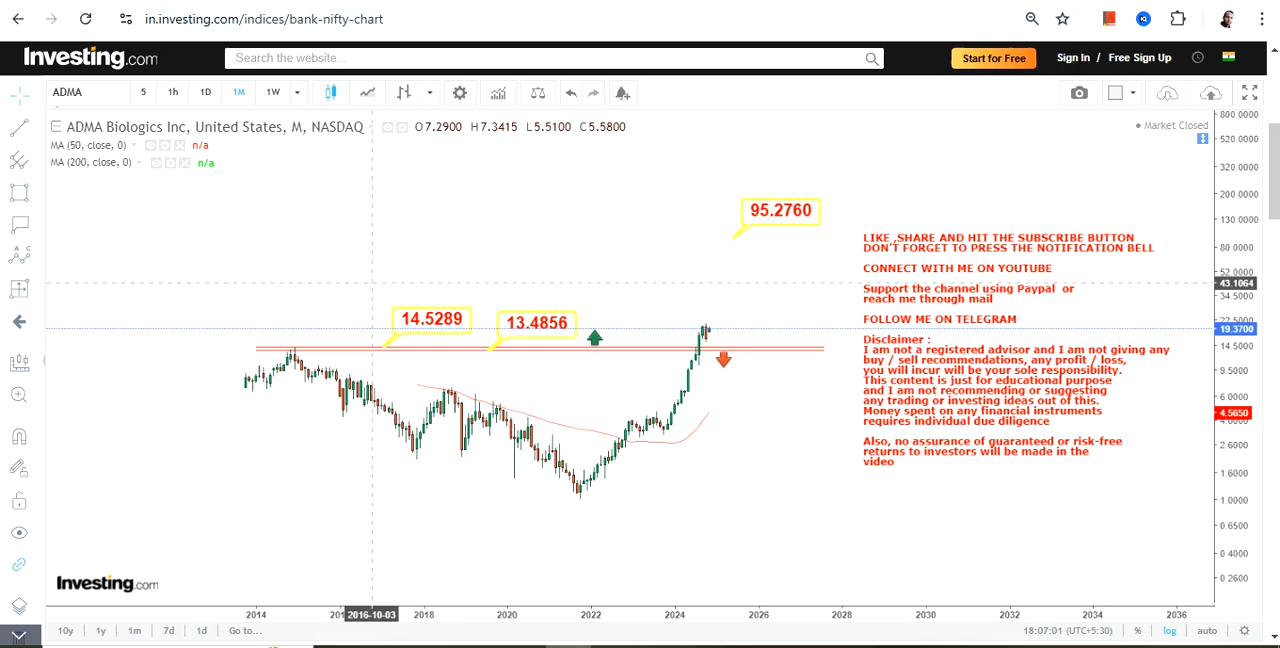 in.investing.com/indices/bank-nifty-chart
Investing.com
Search the website...
Start for Free
Sign In / Free Sign Up
ADMA 5 1h 1D 1M 1W
ADMA Biologics Inc, United States, M, NASDAQ O7.2900 H7.3415 L5.5100 C5.5800
MA (50, close, 0) n/a
MA (200, close, 0) n/a
Market Closed
800.0000
520.0000
320.0000
200.0000
130.0000
80.0000
52.0000
43.1064
34.5000
22.5000
19.3700
14.5000
9.5000
6.0000
4.5650
4.0000
2.6000
1.6000
1.0000
0.6500
0.4000
0.2600
95.2760
14.5289
13.4856
LIKE ,SHARE AND HIT THE SUBSCRIBE BUTTON
DON'T FORGET TO PRESS THE NOTIFICATION BELL
CONNECT WITH ME ON YOUTUBE
Support the channel using Paypal or
reach me through mail
FOLLOW ME ON TELEGRAM
Disclaimer :
I am not a registered advisor and I am not giving any
buy / sell recommendations, any profit / loss,
you will incur will be your sole responsibility.
This content is just for educational purpose
and I am not recommending or suggesting
any trading or investing ideas out of this.
Money spent on any financial instruments
requires individual due diligence
Also, no assurance of guaranteed or risk-free
returns to investors will be made in the
video
Investing.com
2014 2016-10-03 2018 2020 2022 2024 2026 2028 2030 2032 2034 2036
10y 1y 1m 7d 1d Go to... 18:07:01 (UTC+5:30) % log auto